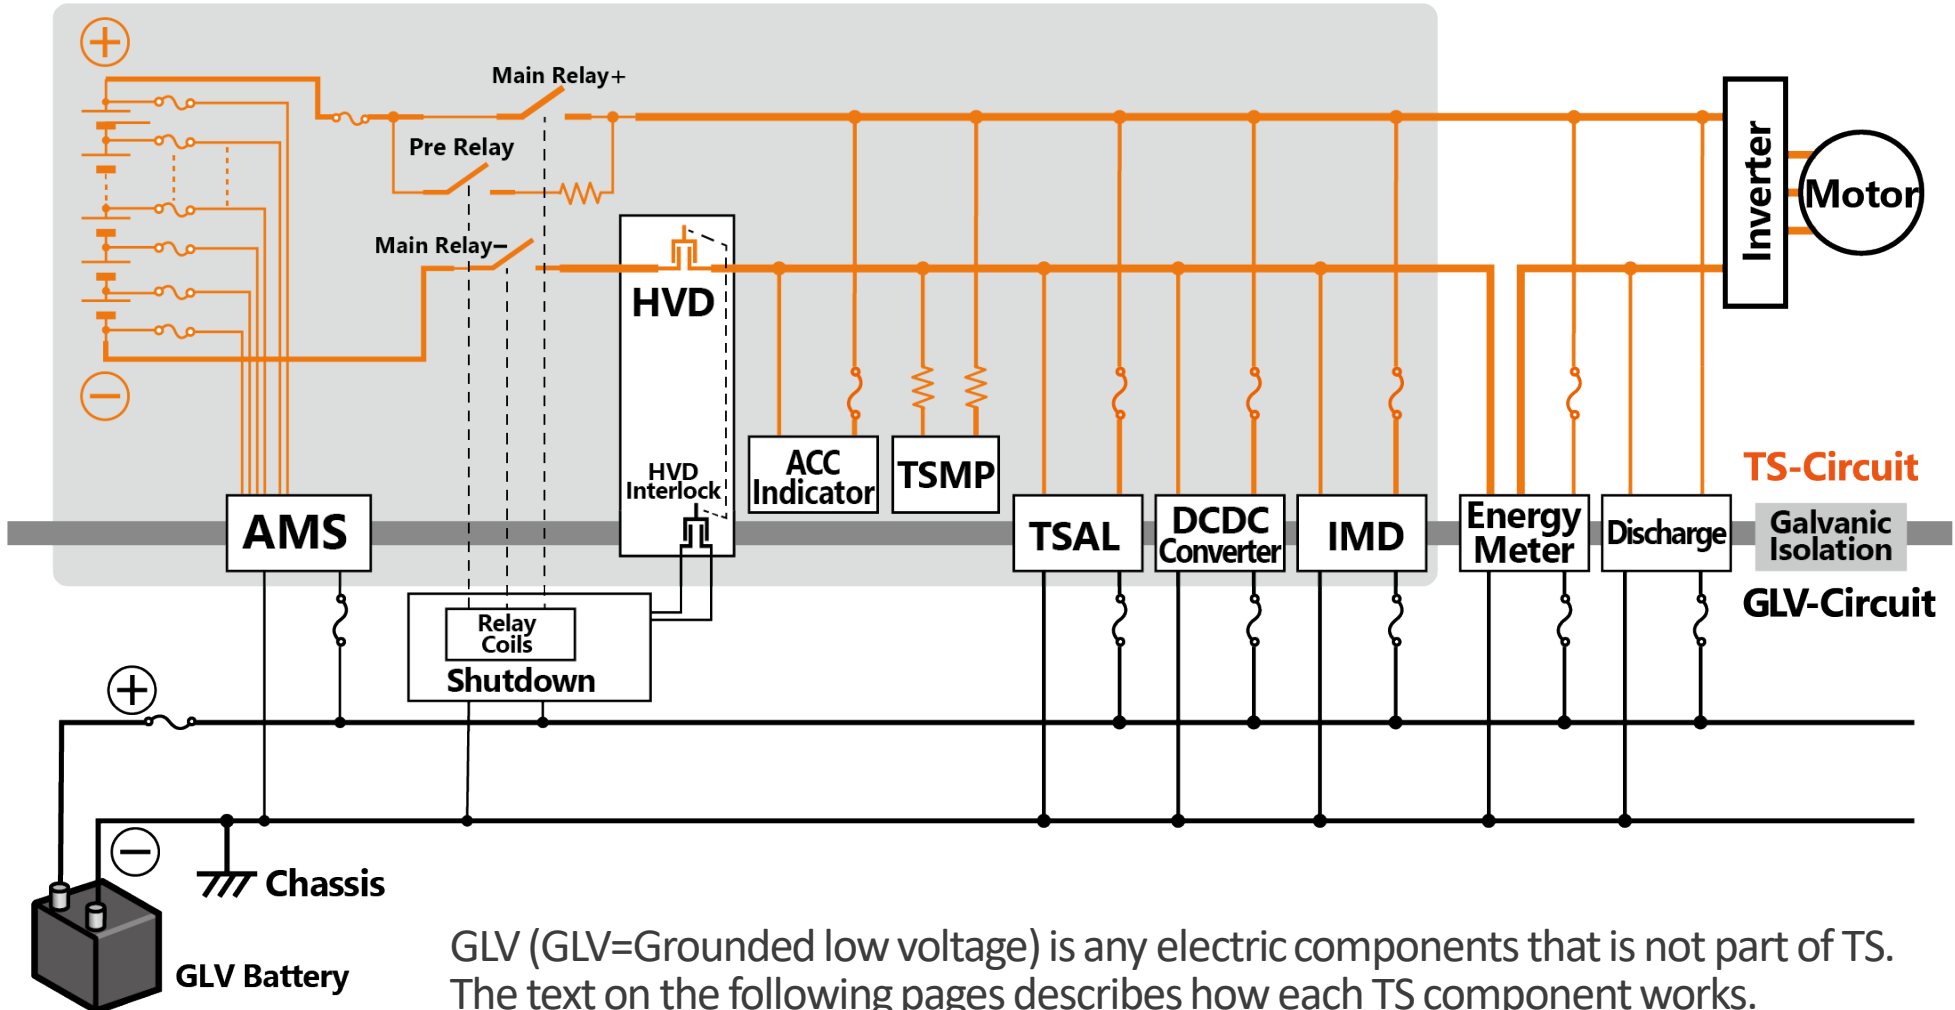 Main Relay+
Pre Relay
Main Relay−
HVD
HVD
Interlock
ACC
Indicator
TSMP
AMS
TSAL
DCDC
Converter
IMD
Energy
Meter
Discharge
Inverter
Motor
TS-Circuit
Galvanic
Isolation
GLV-Circuit
Relay
Coils
Shutdown
Chassis
GLV Battery
GLV (GLV=Grounded low voltage) is any electric components that is not part of TS.
The text on the following pages describes how each TS component works.